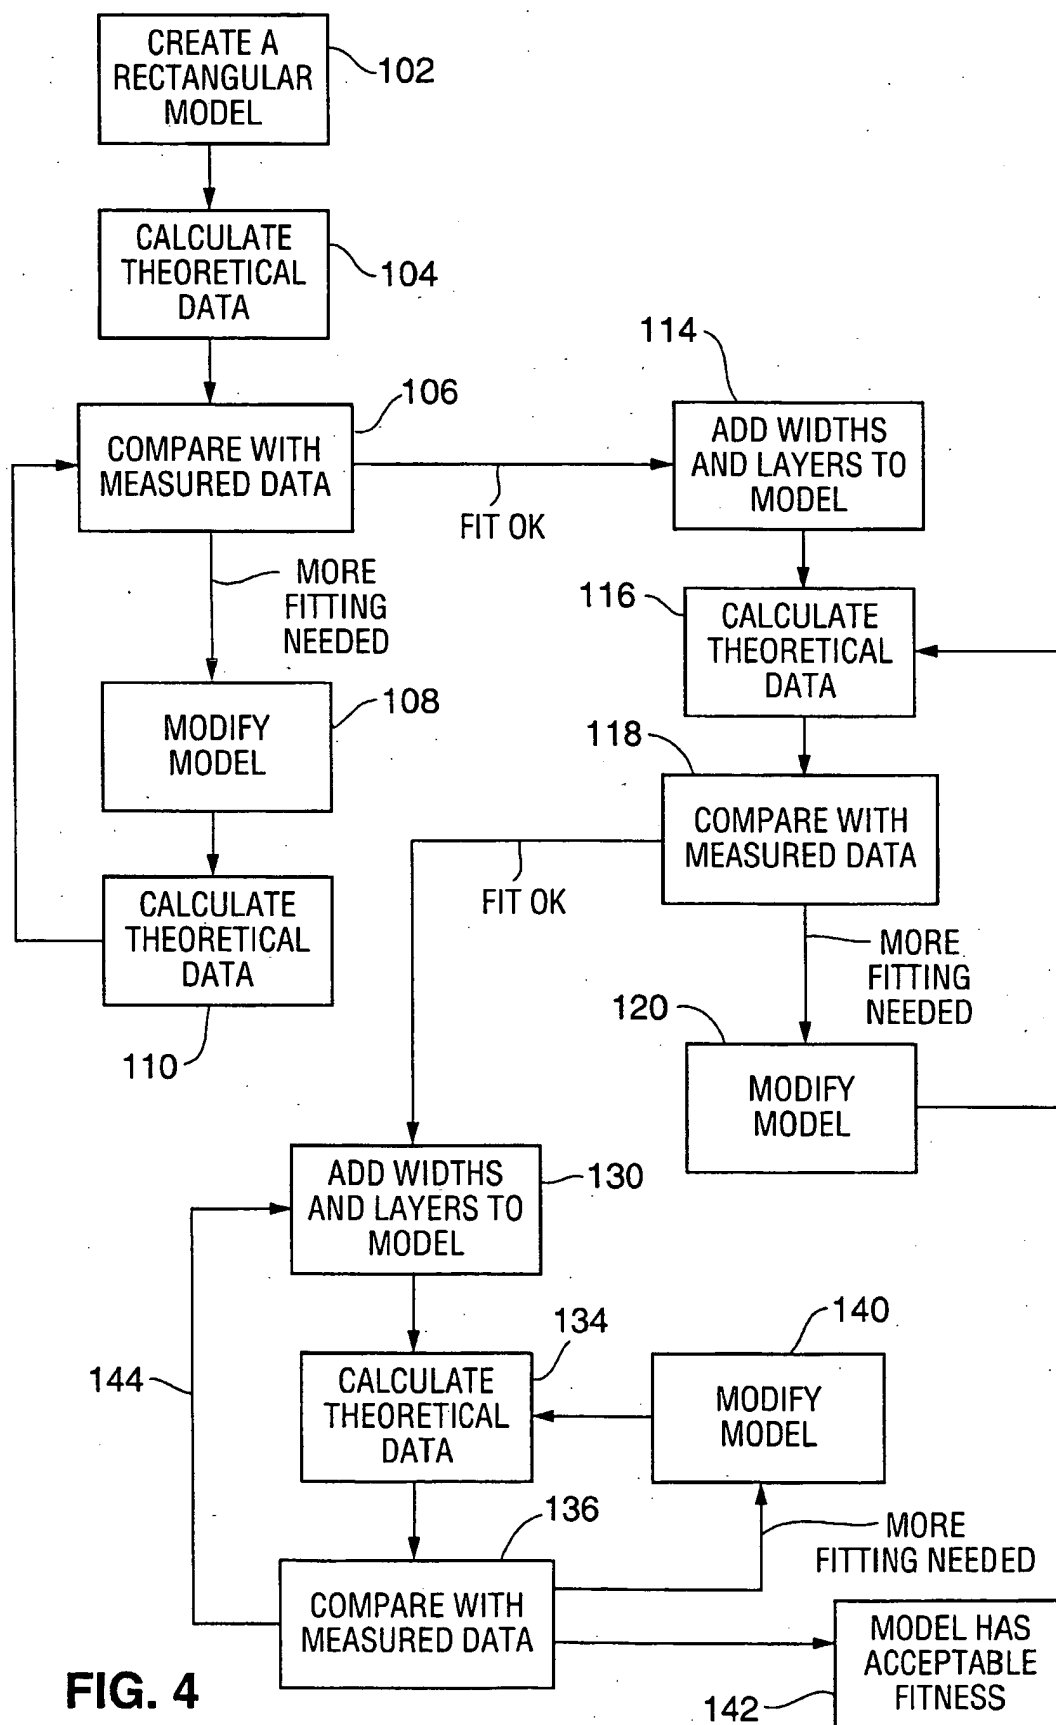 CREATE A
RECTANGULAR
MODEL
102
CALCULATE
THEORETICAL
DATA
104
COMPARE WITH
MEASURED DATA
106
FIT OK
MORE
FITTING
NEEDED
MODIFY
MODEL
108
CALCULATE
THEORETICAL
DATA
110
114
ADD WIDTHS
AND LAYERS TO
MODEL
116
CALCULATE
THEORETICAL
DATA
118
COMPARE WITH
MEASURED DATA
FIT OK
MORE
FITTING
NEEDED
120
MODIFY
MODEL
ADD WIDTHS
AND LAYERS TO
MODEL
130
134
CALCULATE
THEORETICAL
DATA
140
MODIFY
MODEL
144
136
COMPARE WITH
MEASURED DATA
MORE
FITTING NEEDED
MODEL HAS
ACCEPTABLE
FITNESS
142
FIG. 4